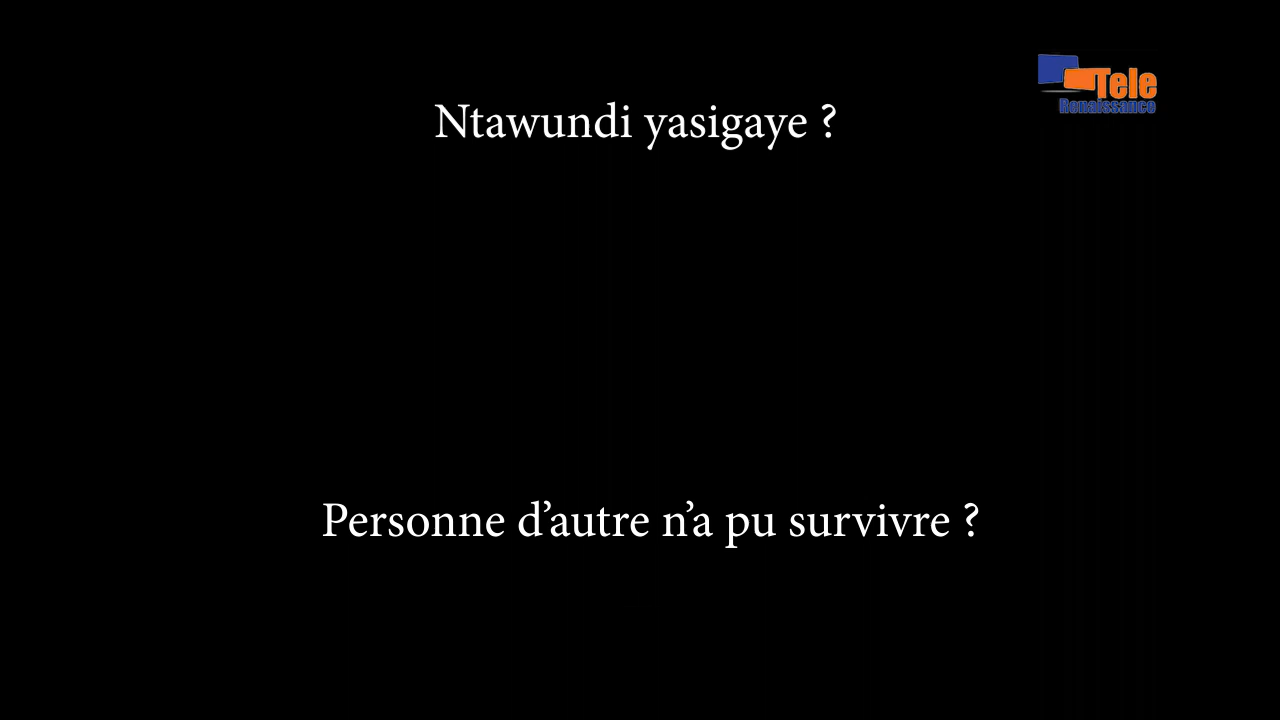 Tele
Renaissance
Ntawundi yasigaye ?
Personne d’autre n’a pu survivre ?